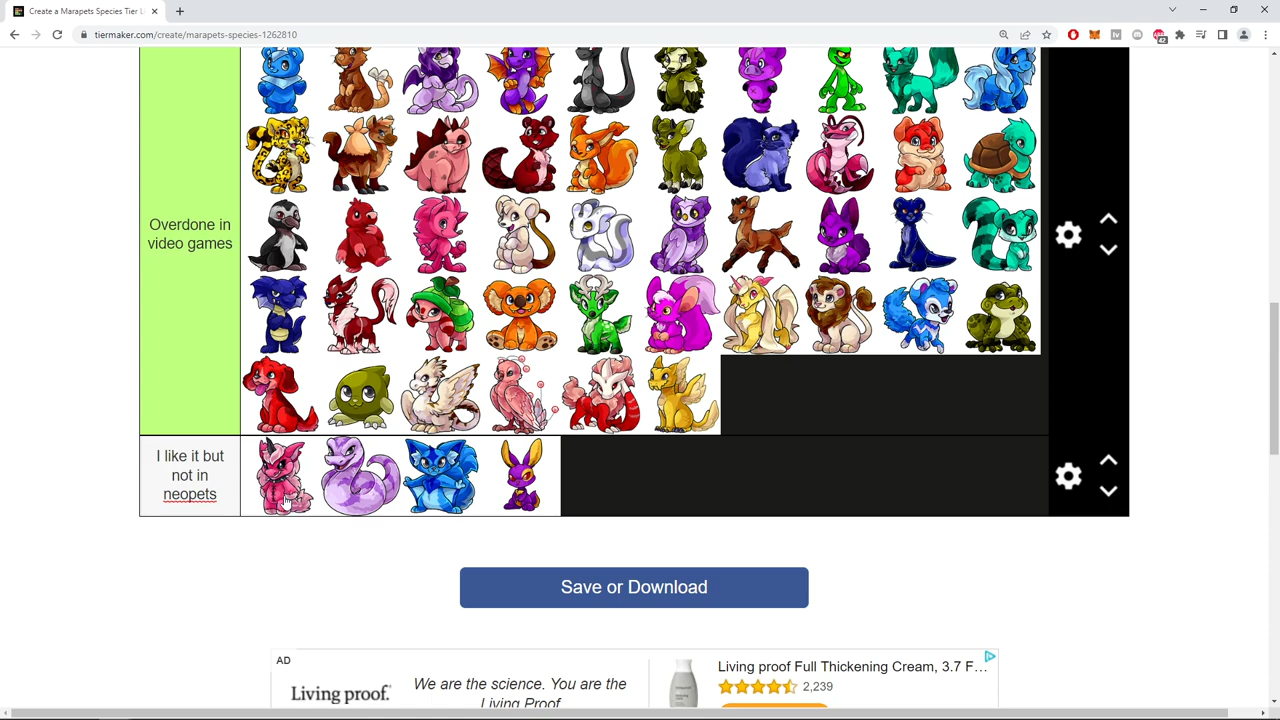 Create a Marapets Species Tier Li
tiermaker.com/create/marapets-species-1262810
42
Overdone in
video games
I like it but
not in
neopets
Save or Download
AD
Living proof.
We are the science. You are the
Living Proof.
Living proof Full Thickening Cream, 3.7 F...
2,239